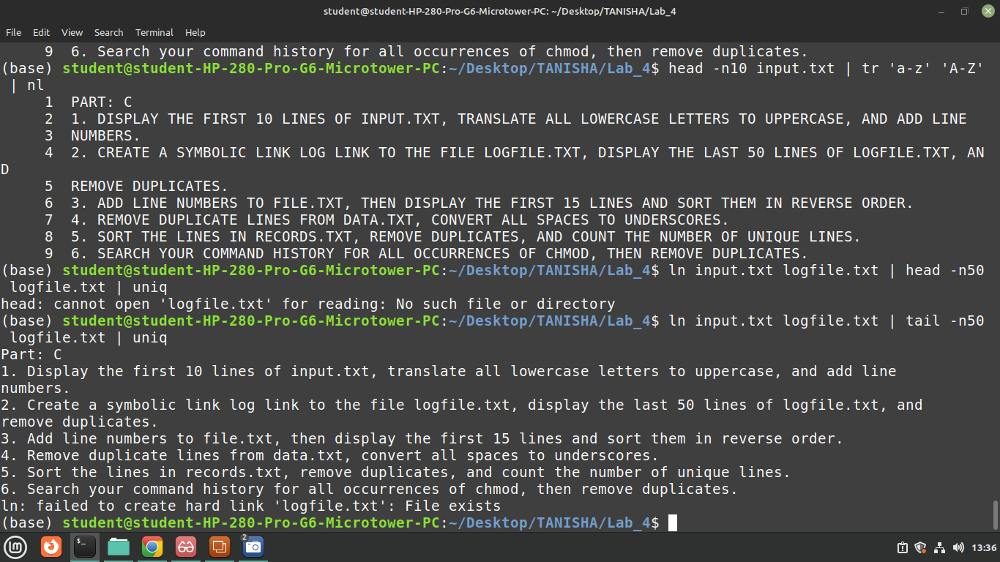 student@student-HP-280-Pro-G6-Microtower-PC: ~/Desktop/TANISHA/Lab_4
File Edit View Search Terminal Help
9 6. Search your command history for all occurrences of chmod, then remove duplicates.
(base) student@student-HP-280-Pro-G6-Microtower-PC:~/Desktop/TANISHA/Lab_4$ head -n10 input.txt | tr 'a-z' 'A-Z'
| nl
1 PART: C
2 1. DISPLAY THE FIRST 10 LINES OF INPUT.TXT, TRANSLATE ALL LOWERCASE LETTERS TO UPPERCASE, AND ADD LINE
3 NUMBERS.
4 2. CREATE A SYMBOLIC LINK LOG LINK TO THE FILE LOGFILE.TXT, DISPLAY THE LAST 50 LINES OF LOGFILE.TXT, AN
D
5 REMOVE DUPLICATES.
6 3. ADD LINE NUMBERS TO FILE.TXT, THEN DISPLAY THE FIRST 15 LINES AND SORT THEM IN REVERSE ORDER.
7 4. REMOVE DUPLICATE LINES FROM DATA.TXT, CONVERT ALL SPACES TO UNDERSCORES.
8 5. SORT THE LINES IN RECORDS.TXT, REMOVE DUPLICATES, AND COUNT THE NUMBER OF UNIQUE LINES.
9 6. SEARCH YOUR COMMAND HISTORY FOR ALL OCCURRENCES OF CHMOD, THEN REMOVE DUPLICATES.
(base) student@student-HP-280-Pro-G6-Microtower-PC:~/Desktop/TANISHA/Lab_4$ ln input.txt logfile.txt | head -n50
logfile.txt | uniq
head: cannot open 'logfile.txt' for reading: No such file or directory
(base) student@student-HP-280-Pro-G6-Microtower-PC:~/Desktop/TANISHA/Lab_4$ ln input.txt logfile.txt | tail -n50
logfile.txt | uniq
Part: C
1. Display the first 10 lines of input.txt, translate all lowercase letters to uppercase, and add line
numbers.
2. Create a symbolic link log link to the file logfile.txt, display the last 50 lines of logfile.txt, and
remove duplicates.
3. Add line numbers to file.txt, then display the first 15 lines and sort them in reverse order.
4. Remove duplicate lines from data.txt, convert all spaces to underscores.
5. Sort the lines in records.txt, remove duplicates, and count the number of unique lines.
6. Search your command history for all occurrences of chmod, then remove duplicates.
ln: failed to create hard link 'logfile.txt': File exists
(base) student@student-HP-280-Pro-G6-Microtower-PC:~/Desktop/TANISHA/Lab_4$
2
13:36